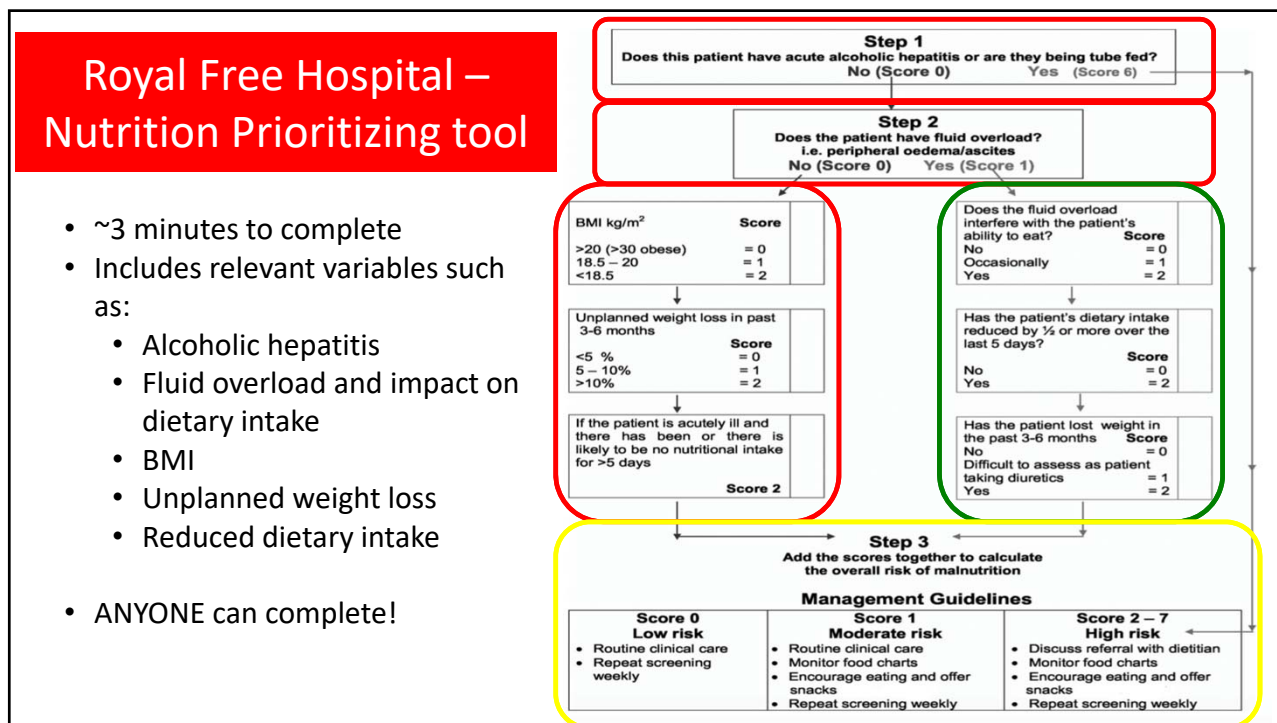 Royal Free Hospital –
Nutrition Prioritizing tool
• ~3 minutes to complete
• Includes relevant variables such
as:
• Alcoholic hepatitis
• Fluid overload and impact on
dietary intake
• BMI
• Unplanned weight loss
• Reduced dietary intake
• ANYONE can complete!
Step 1
Does this patient have acute alcoholic hepatitis or are they being tube fed?
No (Score 0) Yes (Score 6)
Step 2
Does the patient have fluid overload?
i.e. peripheral oedema/ascites
No (Score 0) Yes (Score 1)
BMI kg/m² Score
>20 (>30 obese) = 0
18.5 – 20 = 1
<18.5 = 2
Unplanned weight loss in past
3-6 months
Score
<5 % = 0
5 – 10% = 1
>10% = 2
If the patient is acutely ill and
there has been or there is
likely to be no nutritional intake
for >5 days
Score 2
Does the fluid overload
interfere with the patient's
ability to eat? Score
No = 0
Occasionally = 1
Yes = 2
Has the patient's dietary intake
reduced by ½ or more over the
last 5 days?
Score
No = 0
Yes = 2
Has the patient lost weight in
the past 3-6 months Score
No = 0
Difficult to assess as patient
taking diuretics = 1
Yes = 2
Step 3
Add the scores together to calculate
the overall risk of malnutrition
Management Guidelines
Score 0
Low risk
• Routine clinical care
• Repeat screening
weekly
Score 1
Moderate risk
• Routine clinical care
• Monitor food charts
• Encourage eating and offer
snacks
• Repeat screening weekly
Score 2 – 7
High risk
• Discuss referral with dietitian
• Monitor food charts
• Encourage eating and offer
snacks
• Repeat screening weekly